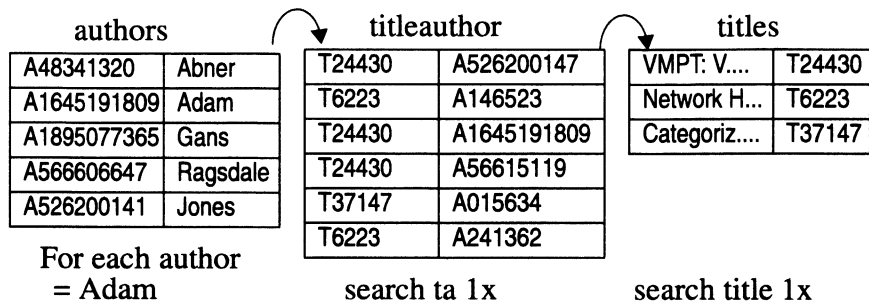 authors
titleauthor
titles
A48341320 Abner
A1645191809 Adam
A1895077365 Gans
A566606647 Ragsdale
A526200141 Jones
T24430 A526200147
T6223 A146523
T24430 A1645191809
T24430 A56615119
T37147 A015634
T6223 A241362
VMPT: V.... T24430
Network H... T6223
Categoriz.... T37147
For each author
= Adam
search ta 1x
search title 1x